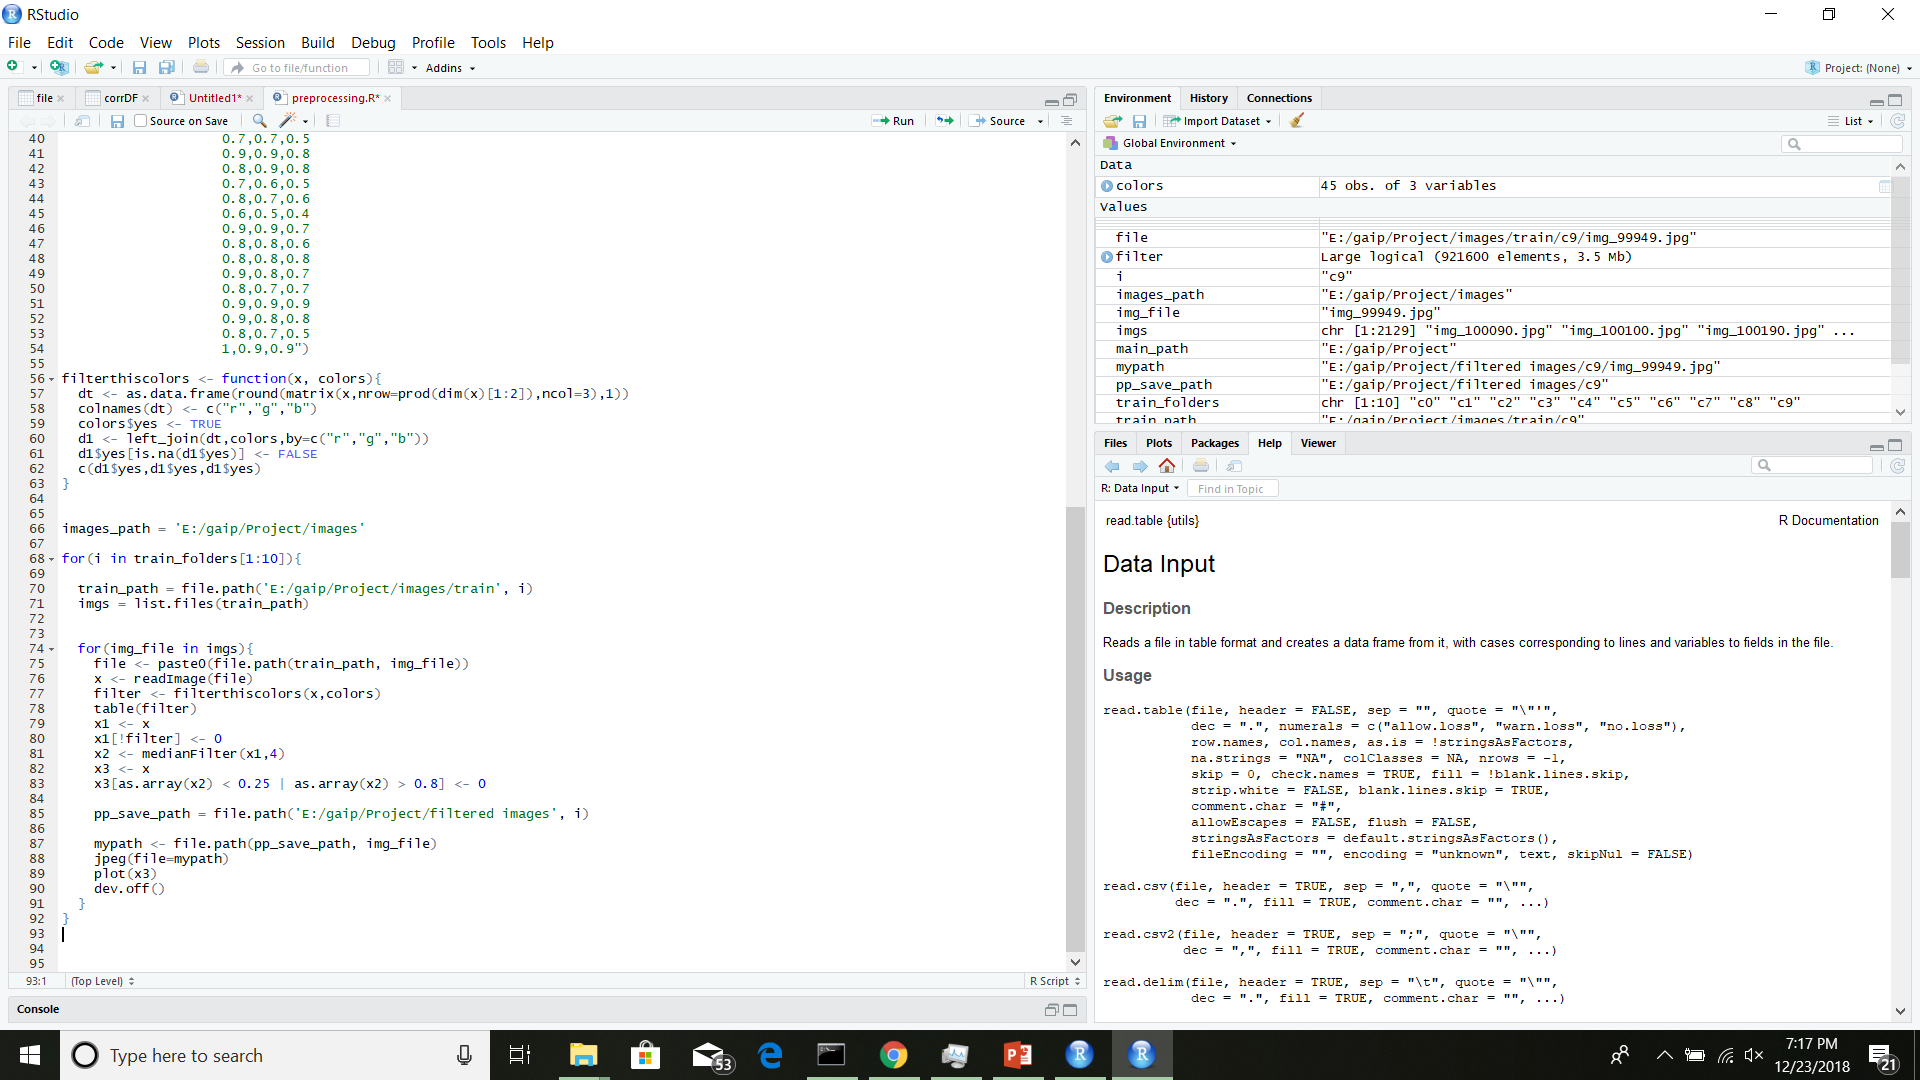 RStudio
File Edit Code View Plots Session Build Debug Profile Tools Help
Go to file/function Addins Project: (None)
file corrDF Untitled1* preprocessing.R*
Source on Save Run Source
40 0.7,0.7,0.5
41 0.9,0.9,0.8
42 0.8,0.9,0.8
43 0.7,0.6,0.5
44 0.8,0.7,0.6
45 0.6,0.5,0.4
46 0.9,0.9,0.7
47 0.8,0.8,0.6
48 0.8,0.8,0.8
49 0.9,0.8,0.7
50 0.8,0.7,0.7
51 0.9,0.9,0.9
52 0.9,0.8,0.8
53 0.8,0.7,0.5
54 1,0.9,0.9")
55
56 filterthiscolors <- function(x, colors){
57 dt <- as.data.frame(round(matrix(x,nrow=prod(dim(x)[1:2]),ncol=3),1))
58 colnames(dt) <- c("r","g","b")
59 colors$yes <- TRUE
60 d1 <- left_join(dt,colors,by=c("r","g","b"))
61 d1$yes[is.na(d1$yes)] <- FALSE
62 c(d1$yes,d1$yes,d1$yes)
63 }
64
65
66 images_path = 'E:/gaip/Project/images'
67
68 for(i in train_folders[1:10]){
69
70 train_path = file.path('E:/gaip/Project/images/train', i)
71 imgs = list.files(train_path)
72
73
74 for(img_file in imgs){
75 file <- paste0(file.path(train_path, img_file))
76 x <- readImage(file)
77 filter <- filterthiscolors(x,colors)
78 table(filter)
79 x1 <- x
80 x1[!filter] <- 0
81 x2 <- medianFilter(x1,4)
82 x3 <- x
83 x3[as.array(x2) < 0.25 | as.array(x2) > 0.8] <- 0
84
85 pp_save_path = file.path('E:/gaip/Project/filtered images', i)
86
87 mypath <- file.path(pp_save_path, img_file)
88 jpeg(file=mypath)
89 plot(x3)
90 dev.off()
91 }
92 }
93
94
95
93:1 (Top Level) R Script
Console
Environment History Connections
Import Dataset List
Global Environment
Data
colors 45 obs. of 3 variables
Values
file "E:/gaip/Project/images/train/c9/img_99949.jpg"
filter Large logical (921600 elements, 3.5 Mb)
i "c9"
images_path "E:/gaip/Project/images"
img_file "img_99949.jpg"
imgs chr [1:2129] "img_100090.jpg" "img_100100.jpg" "img_100190.jpg" ...
main_path "E:/gaip/Project"
mypath "E:/gaip/Project/filtered images/c9/img_99949.jpg"
pp_save_path "E:/gaip/Project/filtered images/c9"
train_folders chr [1:10] "c0" "c1" "c2" "c3" "c4" "c5" "c6" "c7" "c8" "c9"
train_path "E:/gaip/Project/images/train/c9"
Files Plots Packages Help Viewer
R: Data Input Find in Topic
read.table {utils} R Documentation
Data Input
Description
Reads a file in table format and creates a data frame from it, with cases corresponding to lines and variables to fields in the file.
Usage
read.table(file, header = FALSE, sep = "", quote = "\"'",
dec = ".", numerals = c("allow.loss", "warn.loss", "no.loss"),
row.names, col.names, as.is = !stringsAsFactors,
na.strings = "NA", colClasses = NA, nrows = -1,
skip = 0, check.names = TRUE, fill = !blank.lines.skip,
strip.white = FALSE, blank.lines.skip = TRUE,
comment.char = "#",
allowEscapes = FALSE, flush = FALSE,
stringsAsFactors = default.stringsAsFactors(),
fileEncoding = "", encoding = "unknown", text, skipNul = FALSE)
read.csv(file, header = TRUE, sep = ",", quote = "\"",
dec = ".", fill = TRUE, comment.char = "", ...)
read.csv2(file, header = TRUE, sep = ";", quote = "\"",
dec = ",", fill = TRUE, comment.char = "", ...)
read.delim(file, header = TRUE, sep = "\t", quote = "\"",
dec = ".", fill = TRUE, comment.char = "", ...)
Type here to search
53
7:17 PM
12/23/2018
21